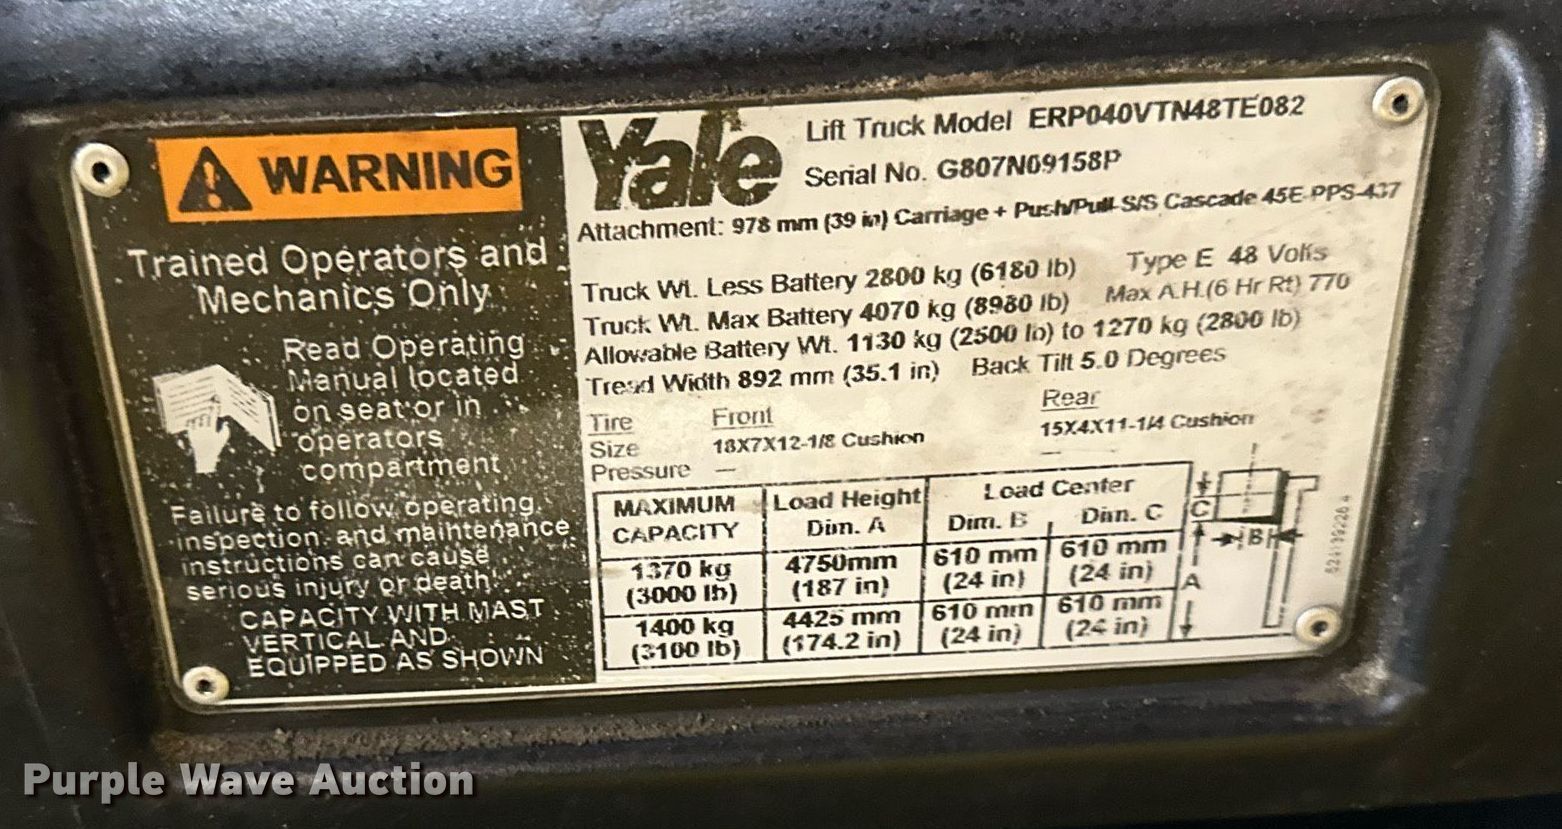 WARNING
Trained Operators and
Mechanics Only
Read Operating
Manual located
on seat or in
operators
compartment
Failure to follow operating,
inspection and maintenance
instructions can cause
serious injury or death!
CAPACITY WITH MAST
VERTICAL AND
EQUIPPED AS SHOWN
Yale
Lift Truck Model ERP040VTN48TE082
Serial No. G807N09158P
Attachment: 978 mm (39 in) Carriage + Push/Pull-S/S Cascade 45E-PPS-437
Truck Wt. Less Battery 2800 kg (6180 lb) Type E 48 Volts
Truck Wt. Max Battery 4070 kg (8980 lb) Max A.H.(6 Hr Rt) 770
Allowable Battery Wt. 1130 kg (2500 lb) to 1270 kg (2800 lb)
Tread Width 892 mm (35.1 in) Back Tilt 5.0 Degrees
Tire Front Rear
Size 18X7X12-1/8 Cushion 15X4X11-1/4 Cushion
Pressure — —
MAXIMUM Load Height Load Center
CAPACITY Dim. A Dim. B Dim. C
1370 kg 4750mm 610 mm 610 mm
(3000 lb) (187 in) (24 in) (24 in)
1400 kg 4425 mm 610 mm 610 mm
(3100 lb) (174.2 in) (24 in) (24 in)
C
B
A
Purple Wave Auction